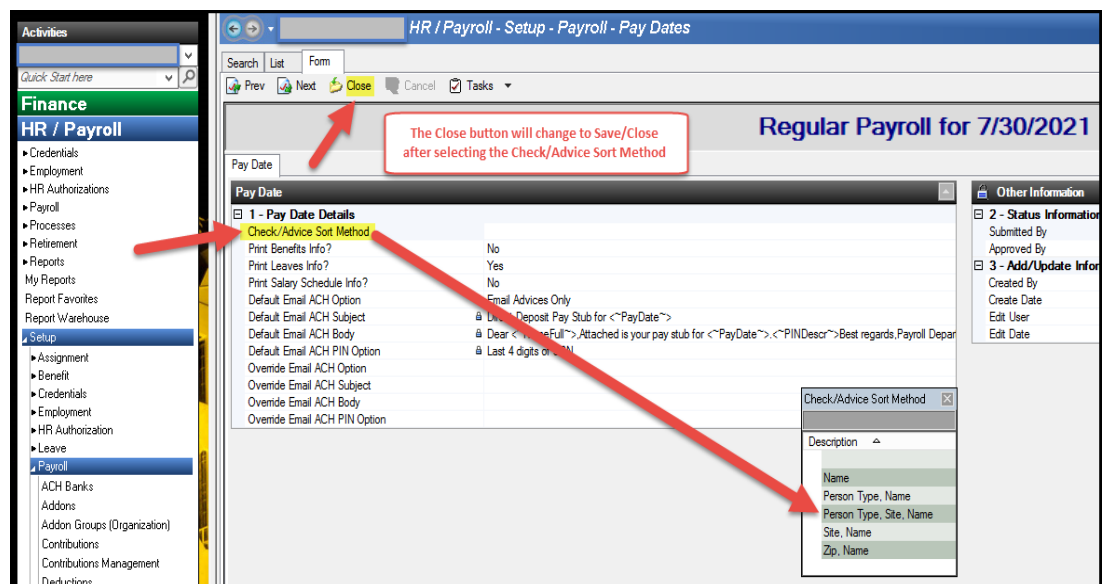 Activities
Quick Start here
Finance
HR / Payroll
Credentials
Employment
HR Authorizations
Payroll
Processes
Retirement
Reports
My Reports
Report Favorites
Report Warehouse
Setup
Assignment
Benefit
Credentials
Employment
HR Authorization
Leave
Payroll
ACH Banks
Addons
Addon Groups (Organization)
Contributions
Contributions Management
Deductions
HR / Payroll - Setup - Payroll - Pay Dates
Search List Form
Prev Next Close Cancel Tasks
The Close button will change to Save/Close
after selecting the Check/Advice Sort Method
Regular Payroll for 7/30/2021
Pay Date
Pay Date
1 - Pay Date Details
Check/Advice Sort Method
Print Benefits Info? No
Print Leaves Info? Yes
Print Salary Schedule Info? No
Default Email ACH Option Email Advices Only
Default Email ACH Subject Deposit Pay Stub for <~PayDate~>
Default Email ACH Body Dear Attached is your pay stub for <~PayDate~>.<~PINDescr~>Best regards,Payroll Depar
Default Email ACH PIN Option Last 4 digits of
Override Email ACH Option
Override Email ACH Subject
Override Email ACH Body
Override Email ACH PIN Option
Other Information
2 - Status Information
Submitted By
Approved By
3 - Add/Update Infor
Created By
Create Date
Edit User
Edit Date
Check/Advice Sort Method
Description
Name
Person Type, Name
Person Type, Site, Name
Site, Name
Zip, Name